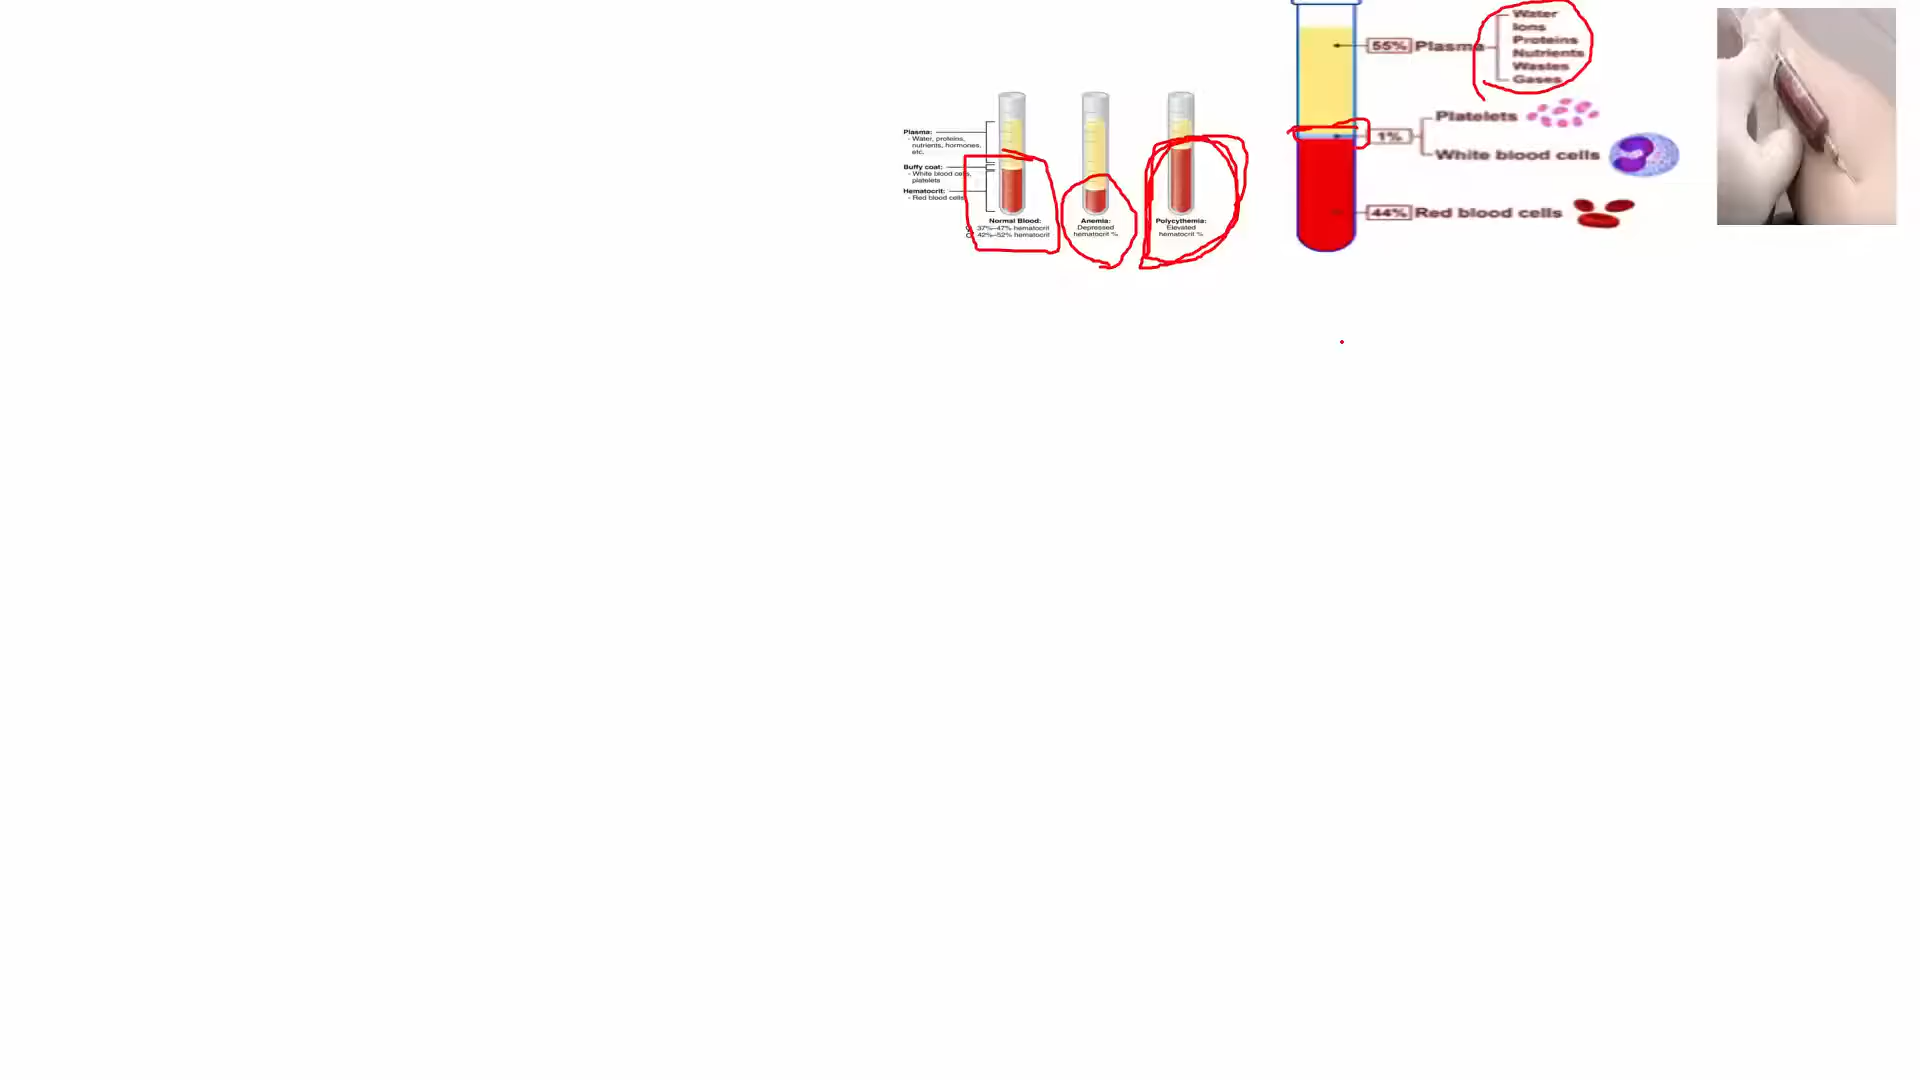 Plasma:
- Water, proteins,
nutrients, hormones,
etc.
Buffy coat:
- White blood cells,
platelets
Hematocrit:
- Red blood cells
Normal Blood:
♀ 37%–47% hematocrit
♂ 42%–52% hematocrit
Anemia:
Depressed
hematocrit %
Polycythemia:
Elevated
hematocrit %
55% Plasma
Water
Ions
Proteins
Nutrients
Wastes
Gases
1%
Platelets
White blood cells
44% Red blood cells